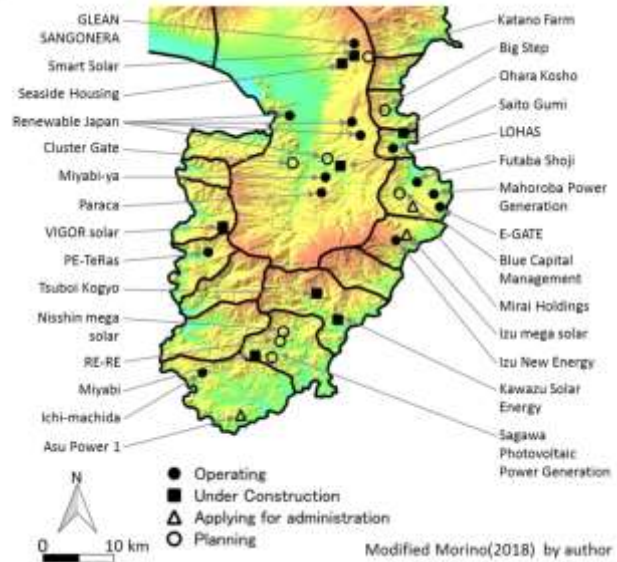 GLEAN
SANGONERA
Smart Solar
Seaside Housing
Renewable Japan
Cluster Gate
Miyabi-ya
Paraca
VIGOR solar
PE-TeRas
Tsuboi Kogyo
Nisshin mega
solar
RE-RE
Miyabi
Ichi-machida
Asu Power 1
Katano Farm
Big Step
Ohara Kosho
Saito Gumi
LOHAS
Futaba Shoji
Mahoroba Power
Generation
E-GATE
Blue Capital
Management
Mirai Holdings
Izu mega solar
Izu New Energy
Kawazu Solar
Energy
Sagawa
Photovoltaic
Power Generation
N
0 10 km
Operating
Under Construction
Applying for administration
Planning
Modified Morino(2018) by author